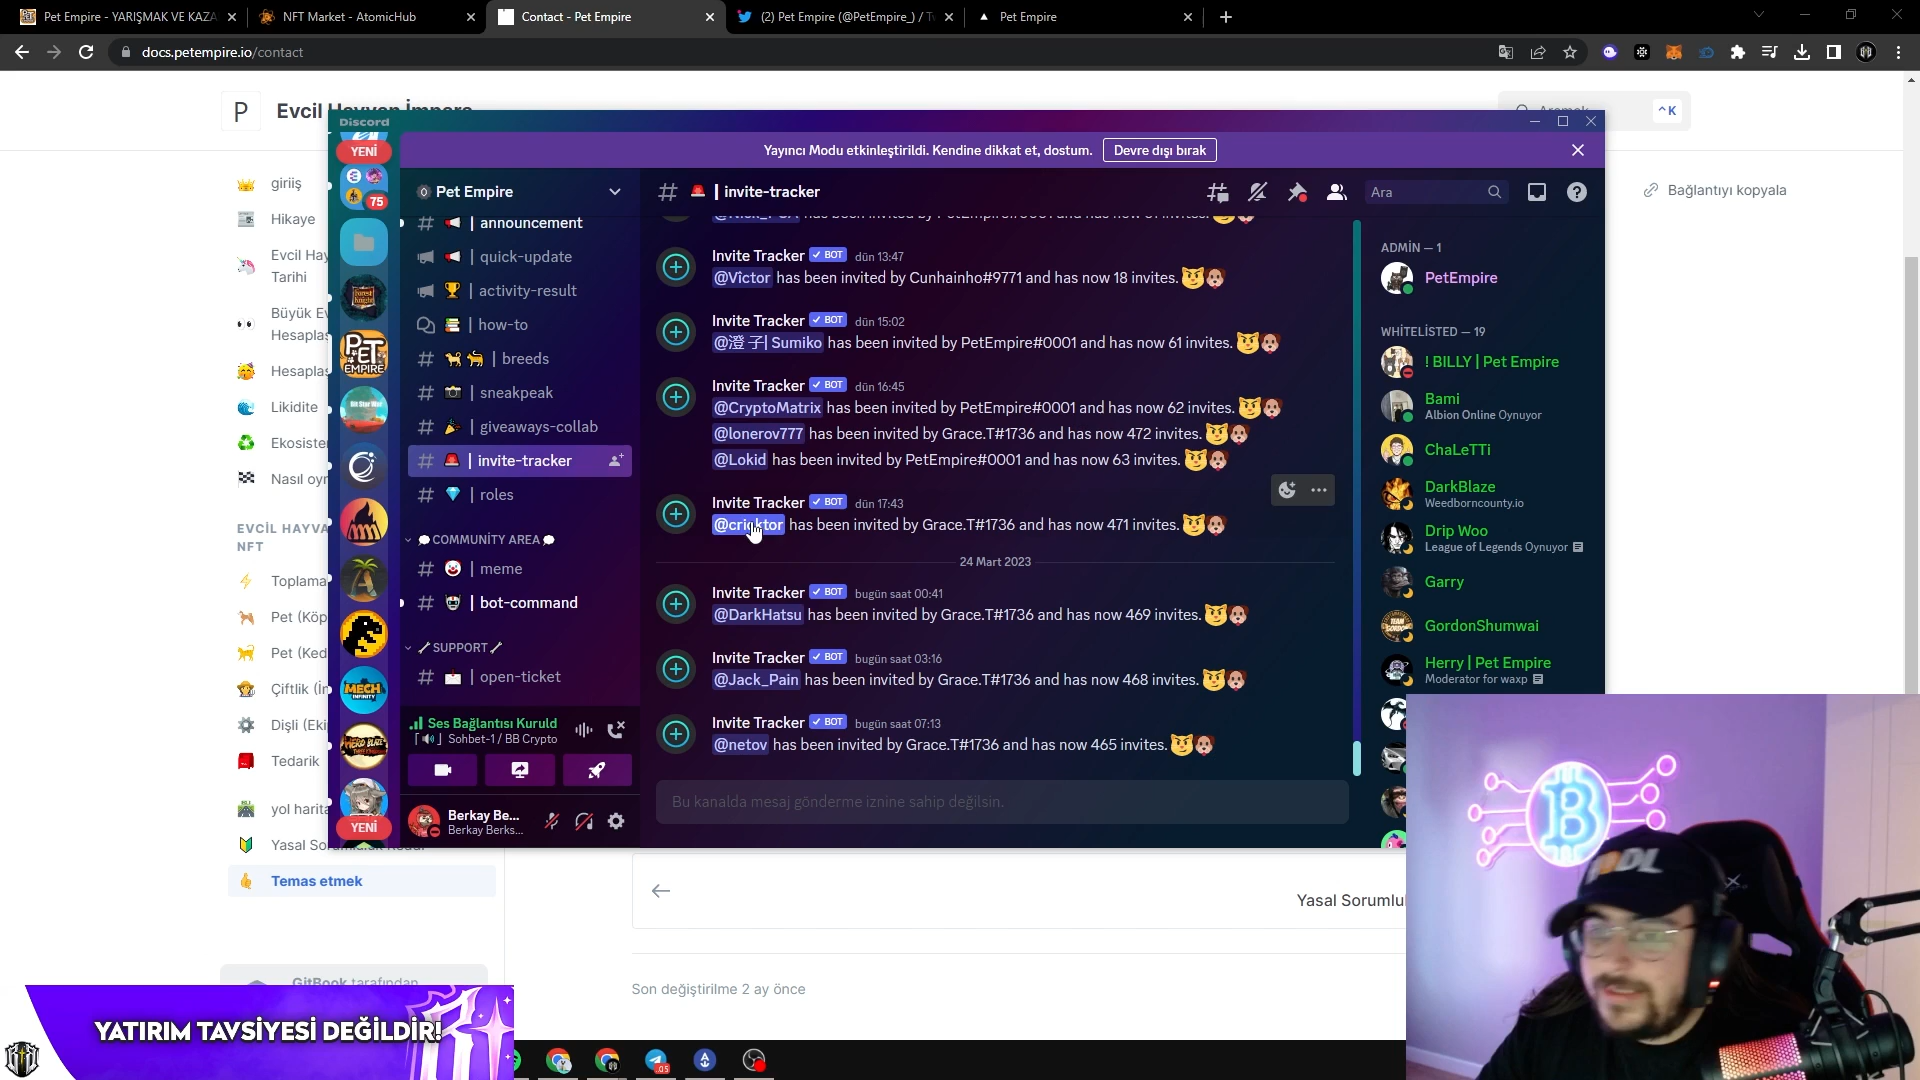 Pet Empire - YARIŞMAK VE KAZA
NFT Market - AtomicHub
Contact - Pet Empire
(2) Pet Empire (@PetEmpire_) / Tw
Pet Empire
docs.petempire.io/contact
P
Evcil Hayvan İmpara
Aramak
^K
Bağlantıyı kopyala
giriiş
Hikaye
Evcil Hay
Tarihi
Büyük Ev
Hesaplas
Hesaplas
Likidite
Ekosister
Nasıl oyr
EVCİL HAYVA
NFT
Toplama
Pet (Köp
Pet (Ked
Çiftlik (İn
Dişli (Eki
Tedarik
yol harita
Yasal Sorumluluk Reddi
Temas etmek
GitBook tarafından
Discord
Yayıncı Modu etkinleştirildi. Kendine dikkat et, dostum.
Devre dışı bırak
YENİ
75
PET EMPIRE
MECH INFINITY
YENİ
Pet Empire
| announcement
| quick-update
| activity-result
| how-to
| breeds
| sneakpeak
| giveaways-collab
| invite-tracker
| roles
COMMUNITY AREA
| meme
| bot-command
SUPPORT
| open-ticket
Ses Bağlantısı Kuruld
Sohbet-1 / BB Crypto
Berkay Be...
Berkay Berks...
| invite-tracker
Ara
Invite Tracker ✓ BOT dün 13:47
@Victor has been invited by Cunhainho#9771 and has now 18 invites.
Invite Tracker ✓ BOT dün 15:02
@澄 子| Sumiko has been invited by PetEmpire#0001 and has now 61 invites.
Invite Tracker ✓ BOT dün 16:45
@CryptoMatrix has been invited by PetEmpire#0001 and has now 62 invites.
@lonerov777 has been invited by Grace.T#1736 and has now 472 invites.
@Lokid has been invited by PetEmpire#0001 and has now 63 invites.
Invite Tracker ✓ BOT dün 17:43
has been invited by Grace.T#1736 and has now 471 invites.
24 Mart 2023
Invite Tracker ✓ BOT bugün saat 00:41
@DarkHatsu has been invited by Grace.T#1736 and has now 469 invites.
Invite Tracker ✓ BOT bugün saat 03:16
@Jack_Pain has been invited by Grace.T#1736 and has now 468 invites.
Invite Tracker ✓ BOT bugün saat 07:13
@netov has been invited by Grace.T#1736 and has now 465 invites.
Bu kanalda mesaj gönderme iznine sahip değilsin.
ADMİN — 1
PetEmpire
WHİTELİSTED — 19
! BILLY | Pet Empire
Bami
Albion Online Oynuyor
ChaLeTTi
DarkBlaze
Weedborncounty.io
Drip Woo
League of Legends Oynuyor
Garry
GordonShumwai
Herry | Pet Empire
Moderator for waxp
Yasal Sorumlul
Son değiştirilme 2 ay önce
YATIRIM TAVSİYESİ DEĞİLDİR!